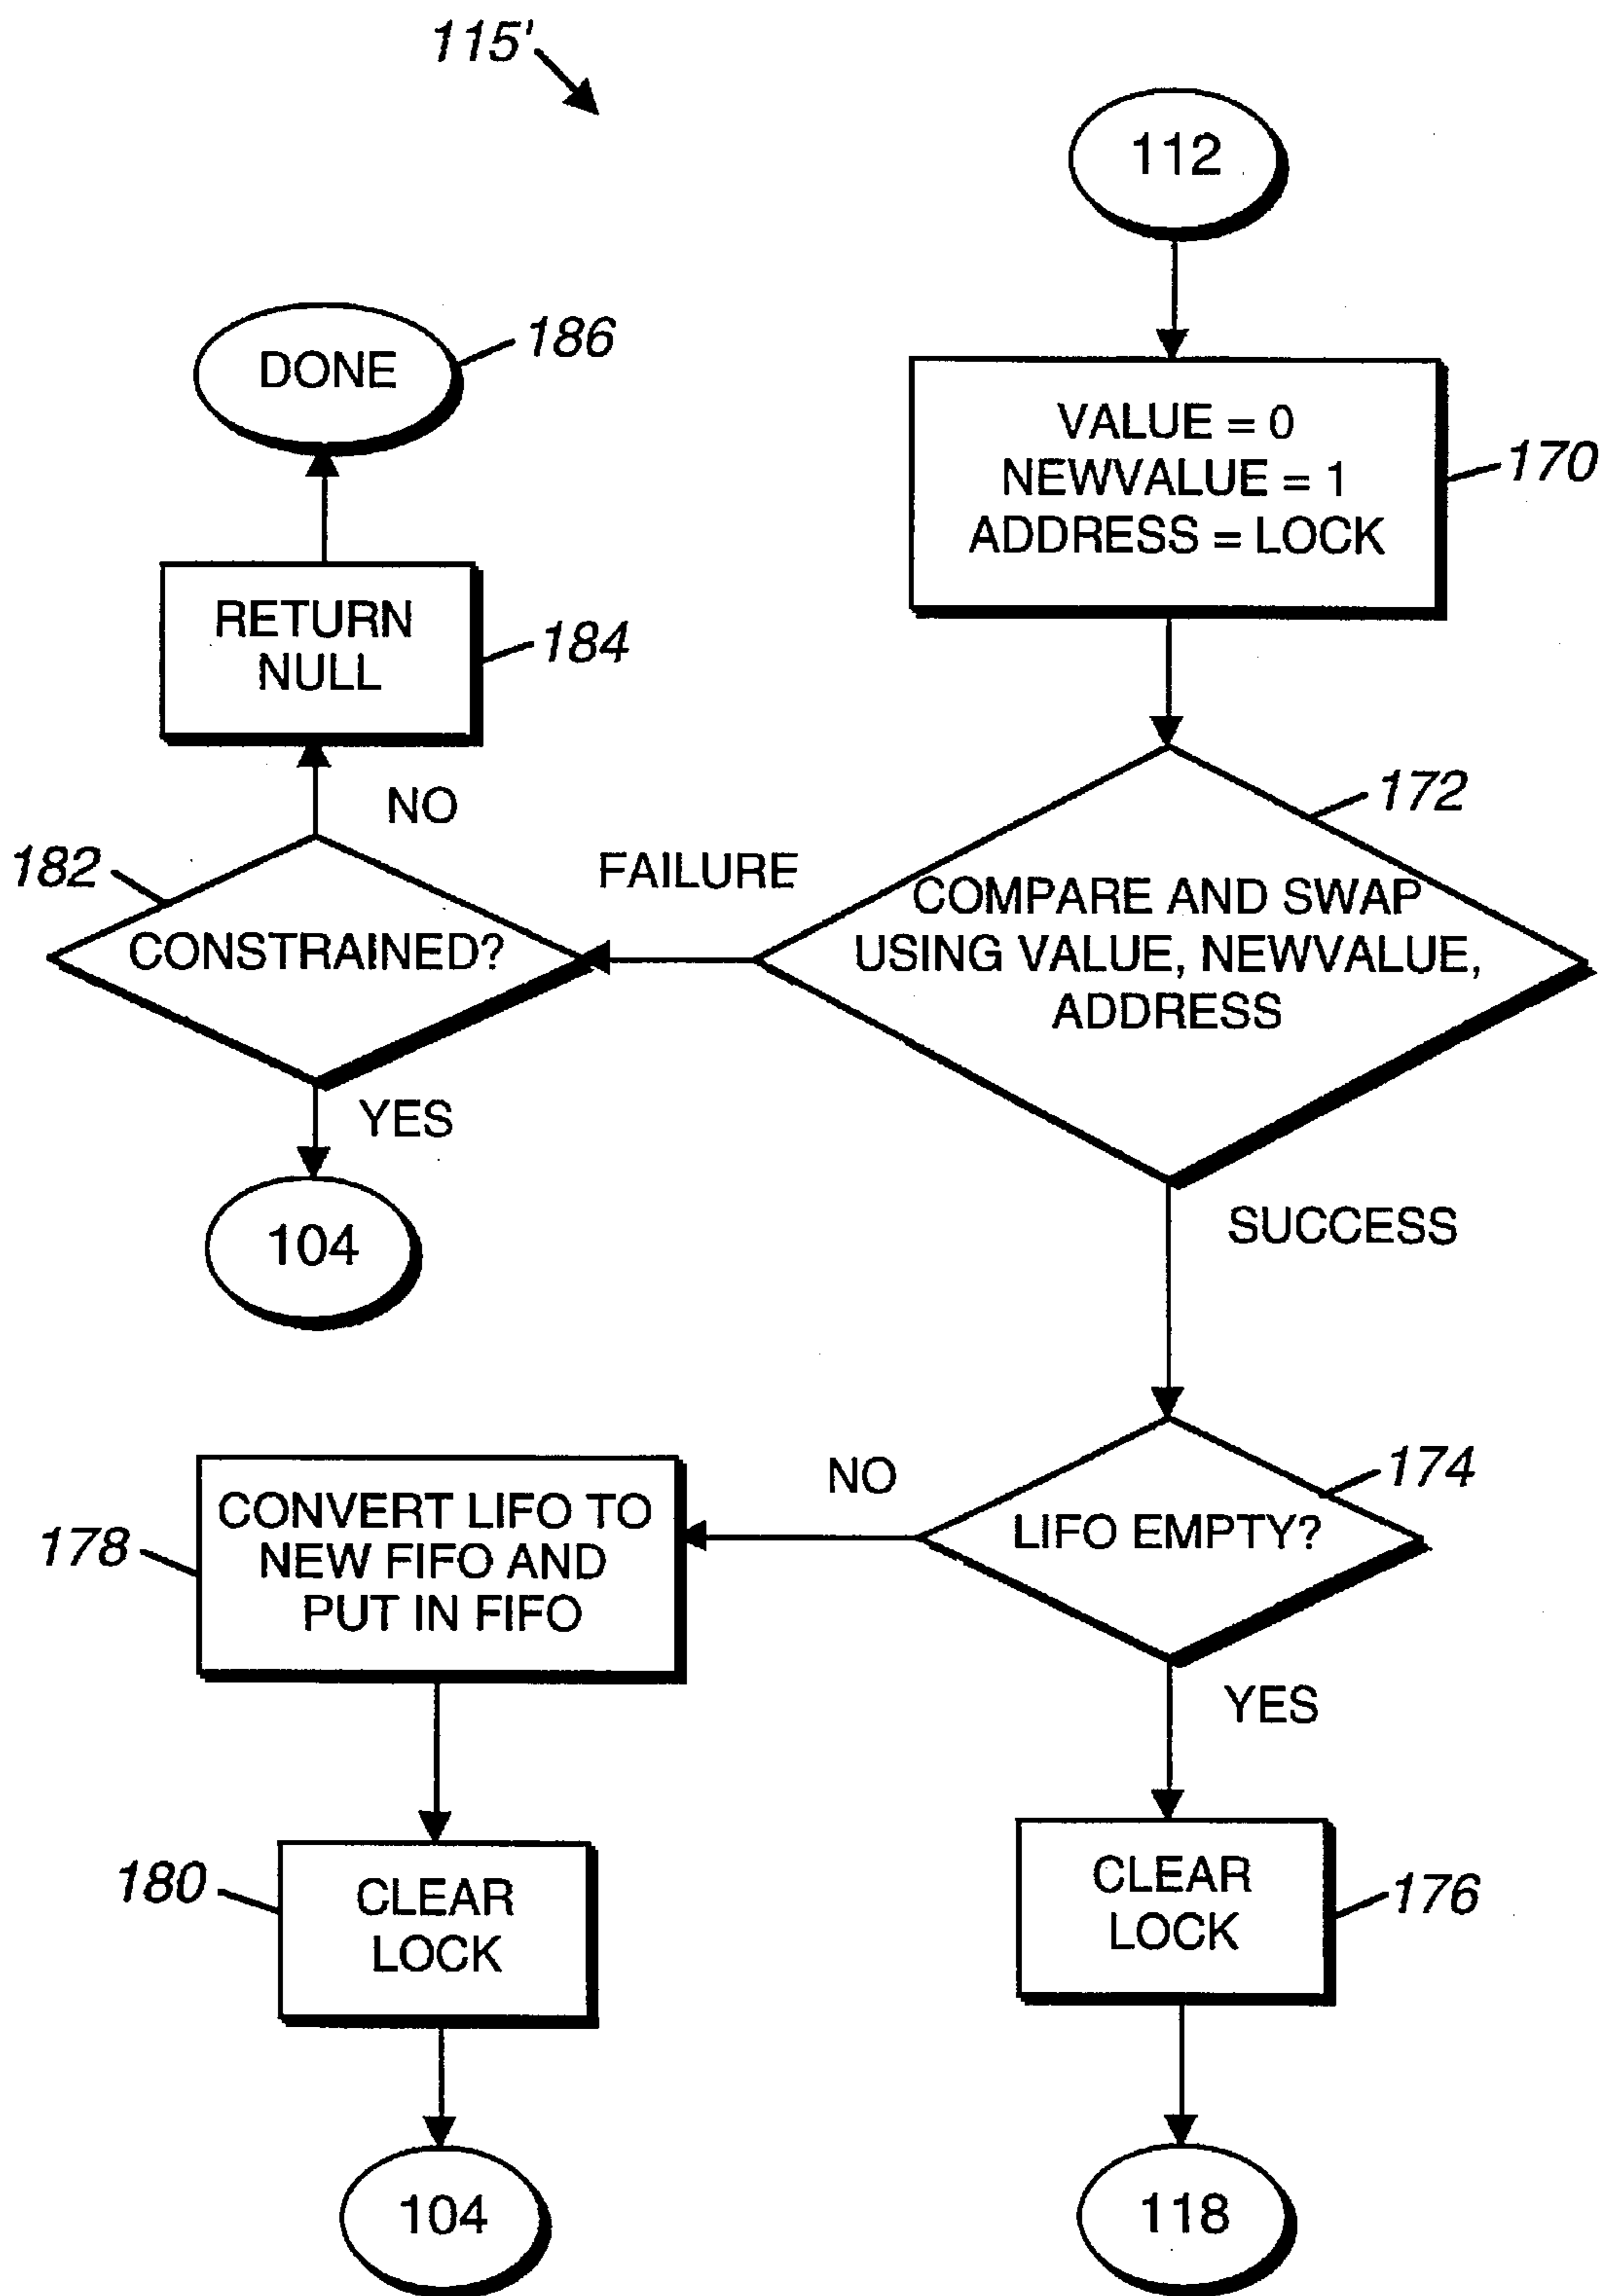 115'
112
DONE
186
VALUE = 0
NEWVALUE = 1
ADDRESS = LOCK
170
RETURN
NULL
184
NO
172
182
CONSTRAINED?
FAILURE
COMPARE AND SWAP
USING VALUE, NEWVALUE,
ADDRESS
YES
104
SUCCESS
174
NO
LIFO EMPTY?
CONVERT LIFO TO
NEW FIFO AND
PUT IN FIFO
178
YES
180
CLEAR
LOCK
CLEAR
LOCK
176
104
118